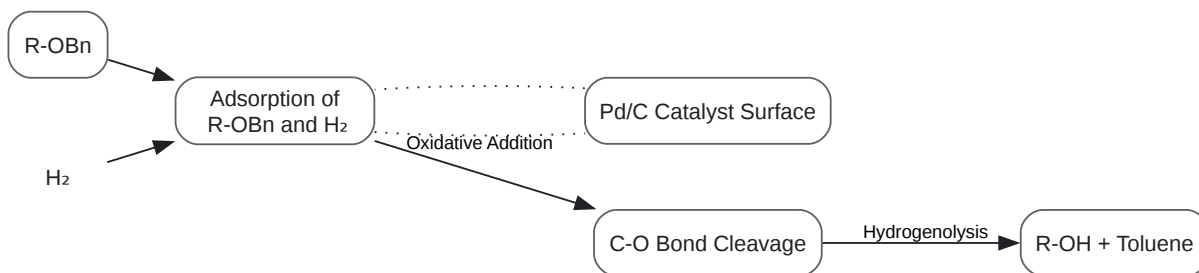 R-OBn
Adsorption of
R-OBn and H₂
Pd/C Catalyst Surface
Oxidative Addition
H₂
C-O Bond Cleavage
Hydrogenolysis
R-OH + Toluene